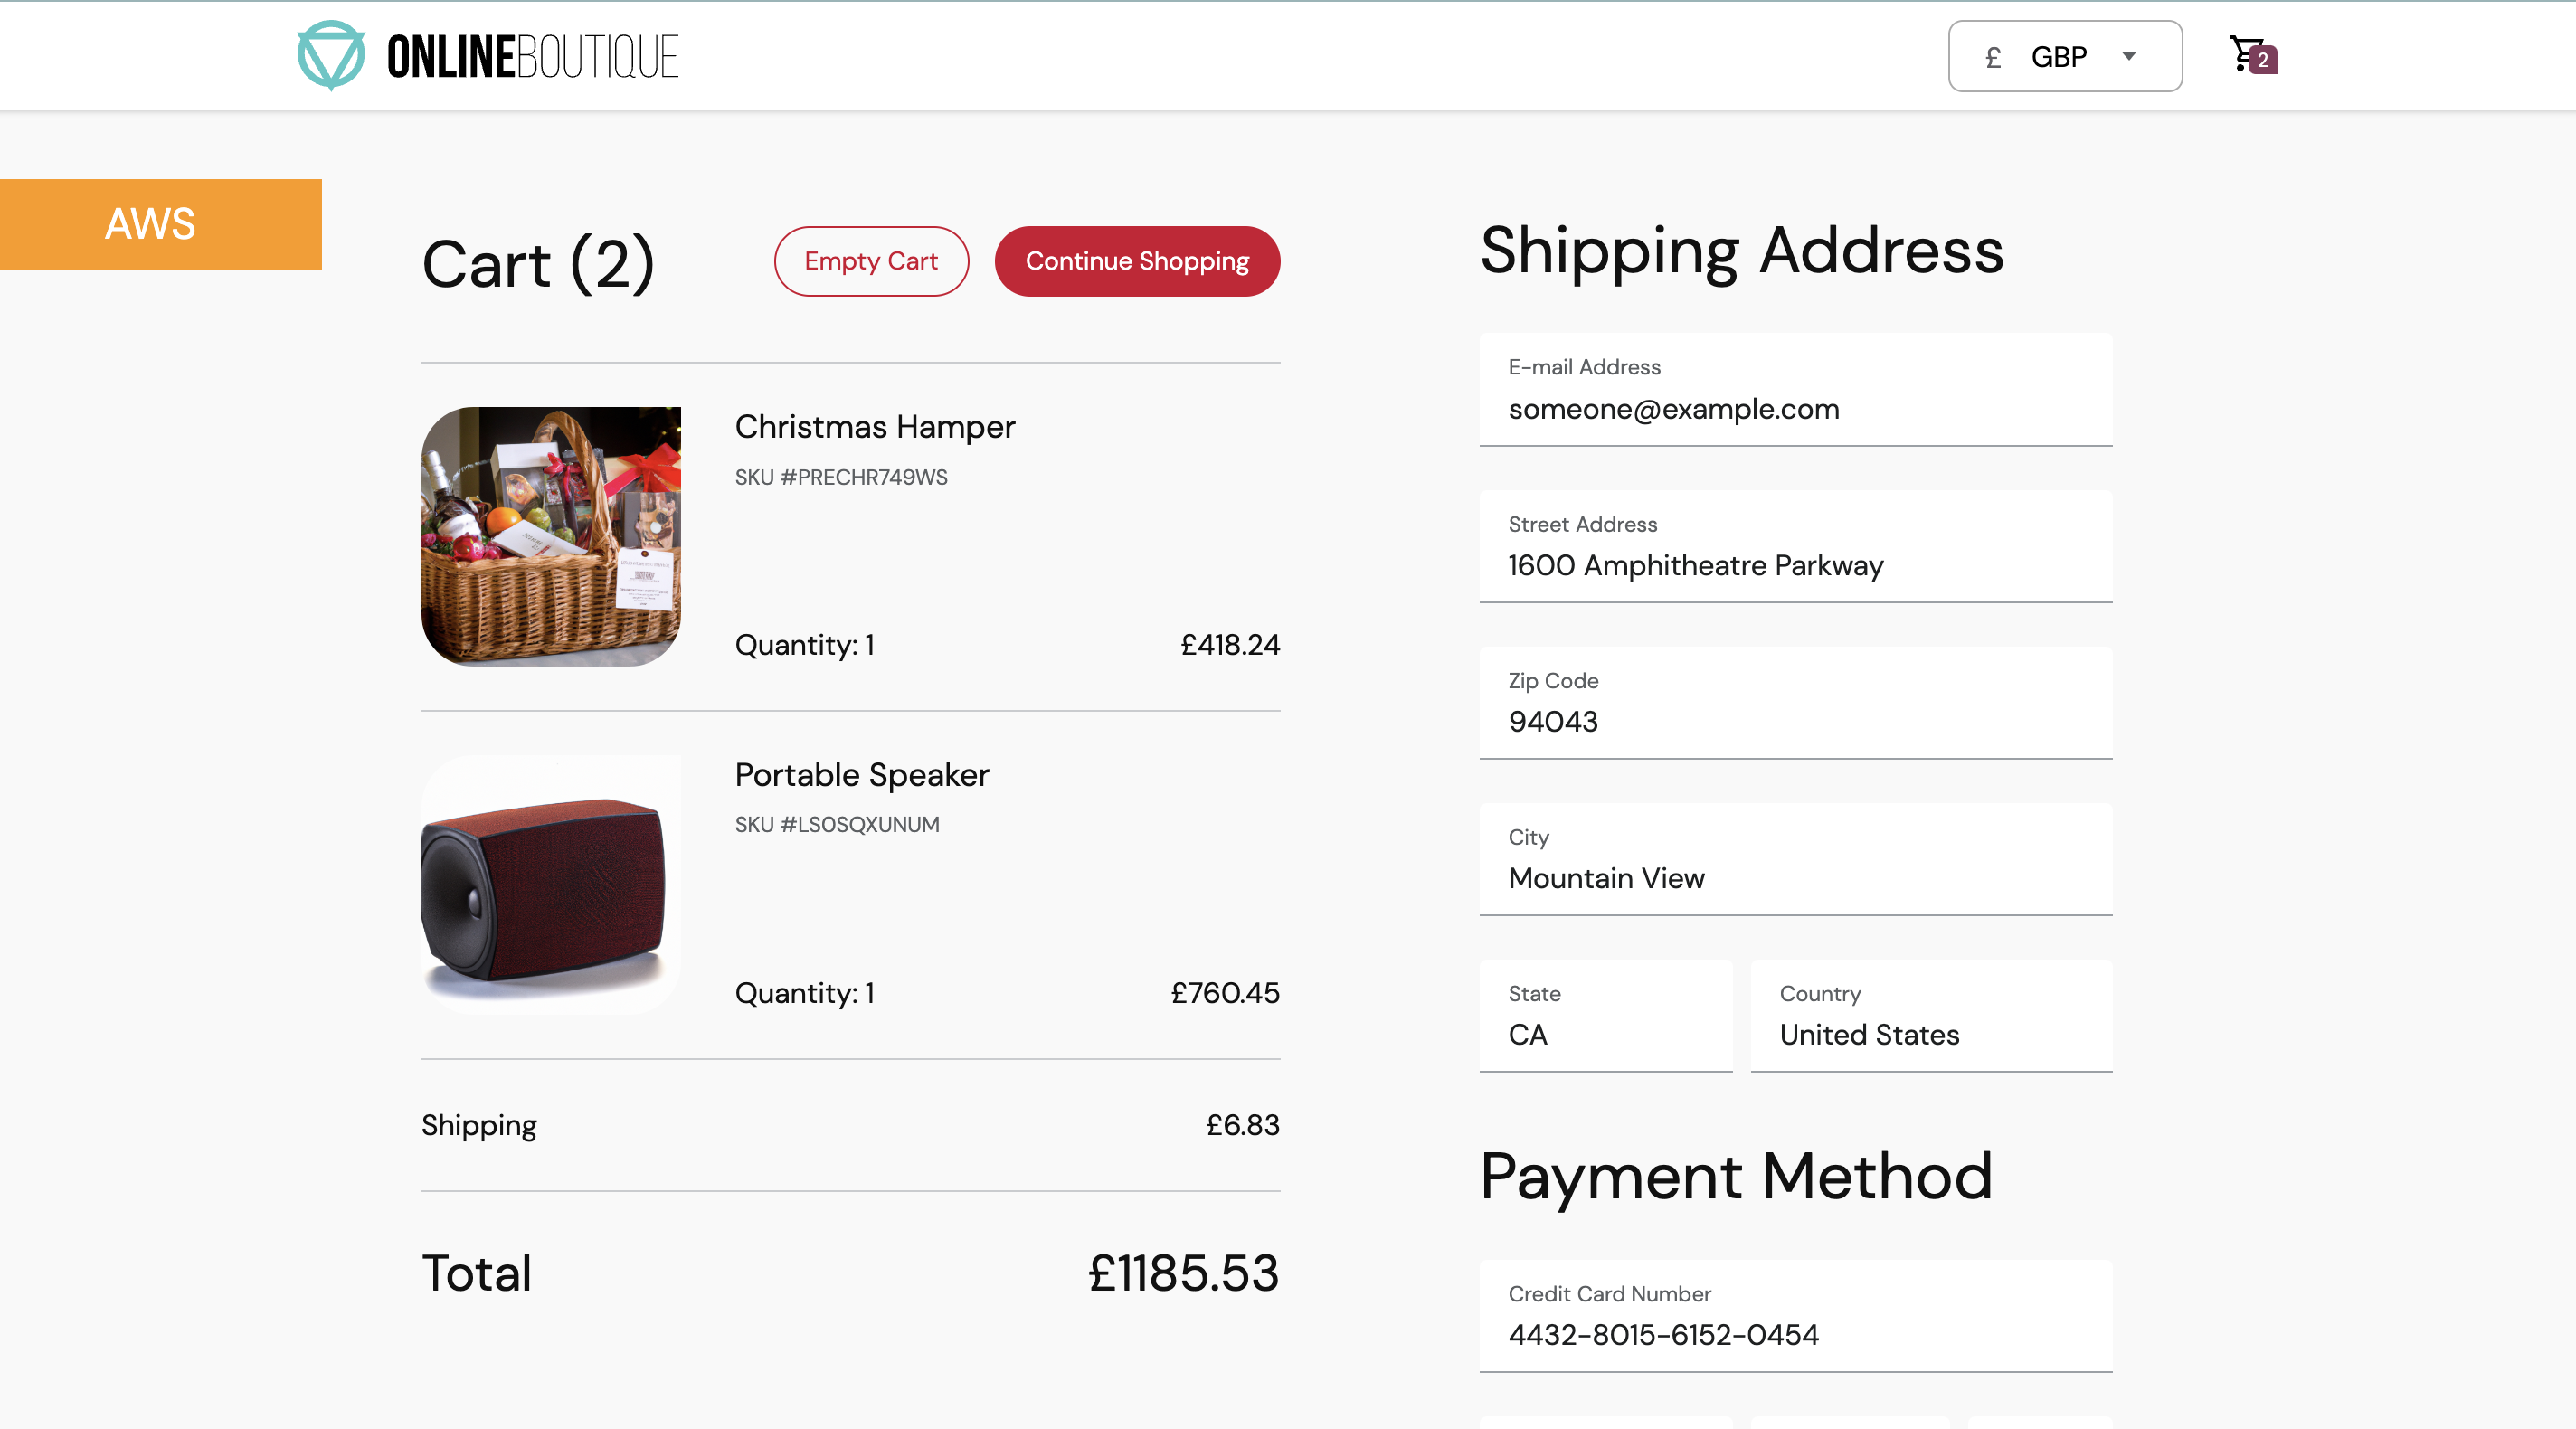 ONLINEBOUTIQUE
£ GBP
2
AWS
Cart (2)
Empty Cart
Continue Shopping
Christmas Hamper
SKU #PRECHR749WS
Quantity: 1
£418.24
Portable Speaker
SKU #LS0SQXUNUM
Quantity: 1
£760.45
Shipping
£6.83
Total
£1185.53
Shipping Address
E-mail Address
someone@example.com
Street Address
1600 Amphitheatre Parkway
Zip Code
94043
City
Mountain View
State
CA
Country
United States
Payment Method
Credit Card Number
4432-8015-6152-0454